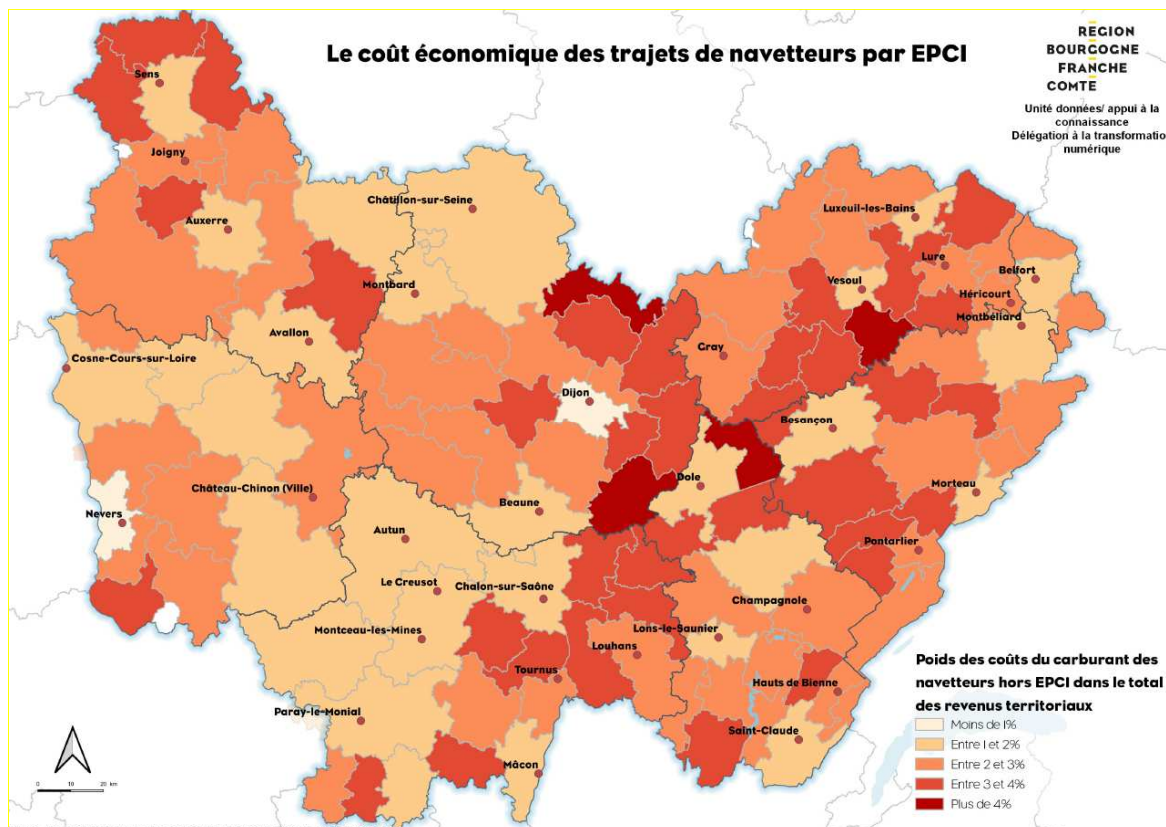 Le coût économique des trajets de navetteurs par EPCI
REGION
BOURGOGNE
FRANCHE
COMTE
Unité données/ appui à la
connaissance
Délégation à la transformatio
numérique
Sens
Joigny
Auxerre
Châtillon-sur-Seine
Montbard
Avallon
Cosne-Cours-sur-Loire
Luxeuil-les-Bains
Lure
Belfort
Vesoul
Héricourt
Montbéliard
Gray
Dijon
Besançon
Dole
Morteau
Château-Chinon (Ville)
Nevers
Beaune
Autun
Pontarlier
Le Creusot
Chalon-sur-Saône
Champagnole
Montceau-les-Mines
Lons-le-Saunier
Louhans
Tournus
Hauts de Bienne
Paray-le-Monial
Saint-Claude
Mâcon
Poids des coûts du carburant des
navetteurs hors EPCI dans le total
des revenus territoriaux
Moins de 1%
Entre 1 et 2%
Entre 2 et 3%
Entre 3 et 4%
Plus de 4%
0 10 20 km